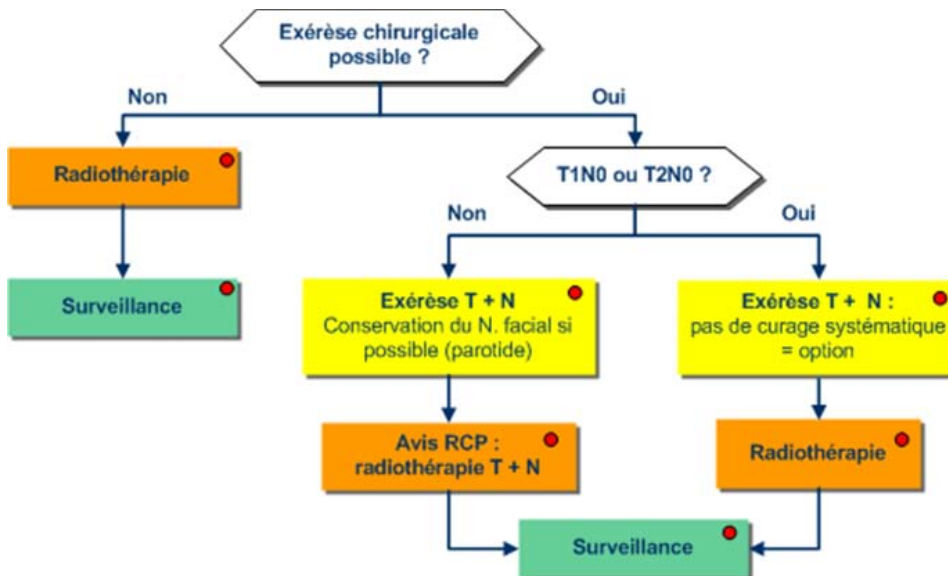 Exérèse chirurgicale
possible ?
Non
Oui
Radiothérapie
T1N0 ou T2N0 ?
Non
Oui
Surveillance
Exérèse T + N
Conservation du N. facial si
possible (parotide)
Exérèse T + N :
pas de curage systématique
= option
Avis RCP :
radiothérapie T + N
Radiothérapie
Surveillance